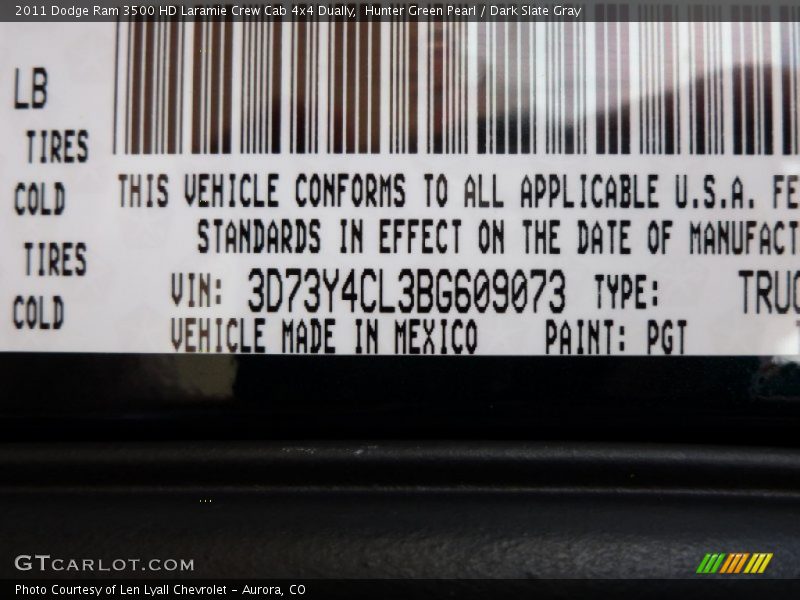 2011 Dodge Ram 3500 HD Laramie Crew Cab 4x4 Dually, Hunter Green Pearl / Dark Slate Gray
LB
TIRES
COLD
TIRES
COLD
THIS VEHICLE CONFORMS TO ALL APPLICABLE U.S.A. FE
STANDARDS IN EFFECT ON THE DATE OF MANUFACT
VIN: 3D73Y4CL3BG609073 TYPE: TRUC
VEHICLE MADE IN MEXICO PAINT: PGT
GTCARLOT.COM
Photo Courtesy of Len Lyall Chevrolet - Aurora, CO